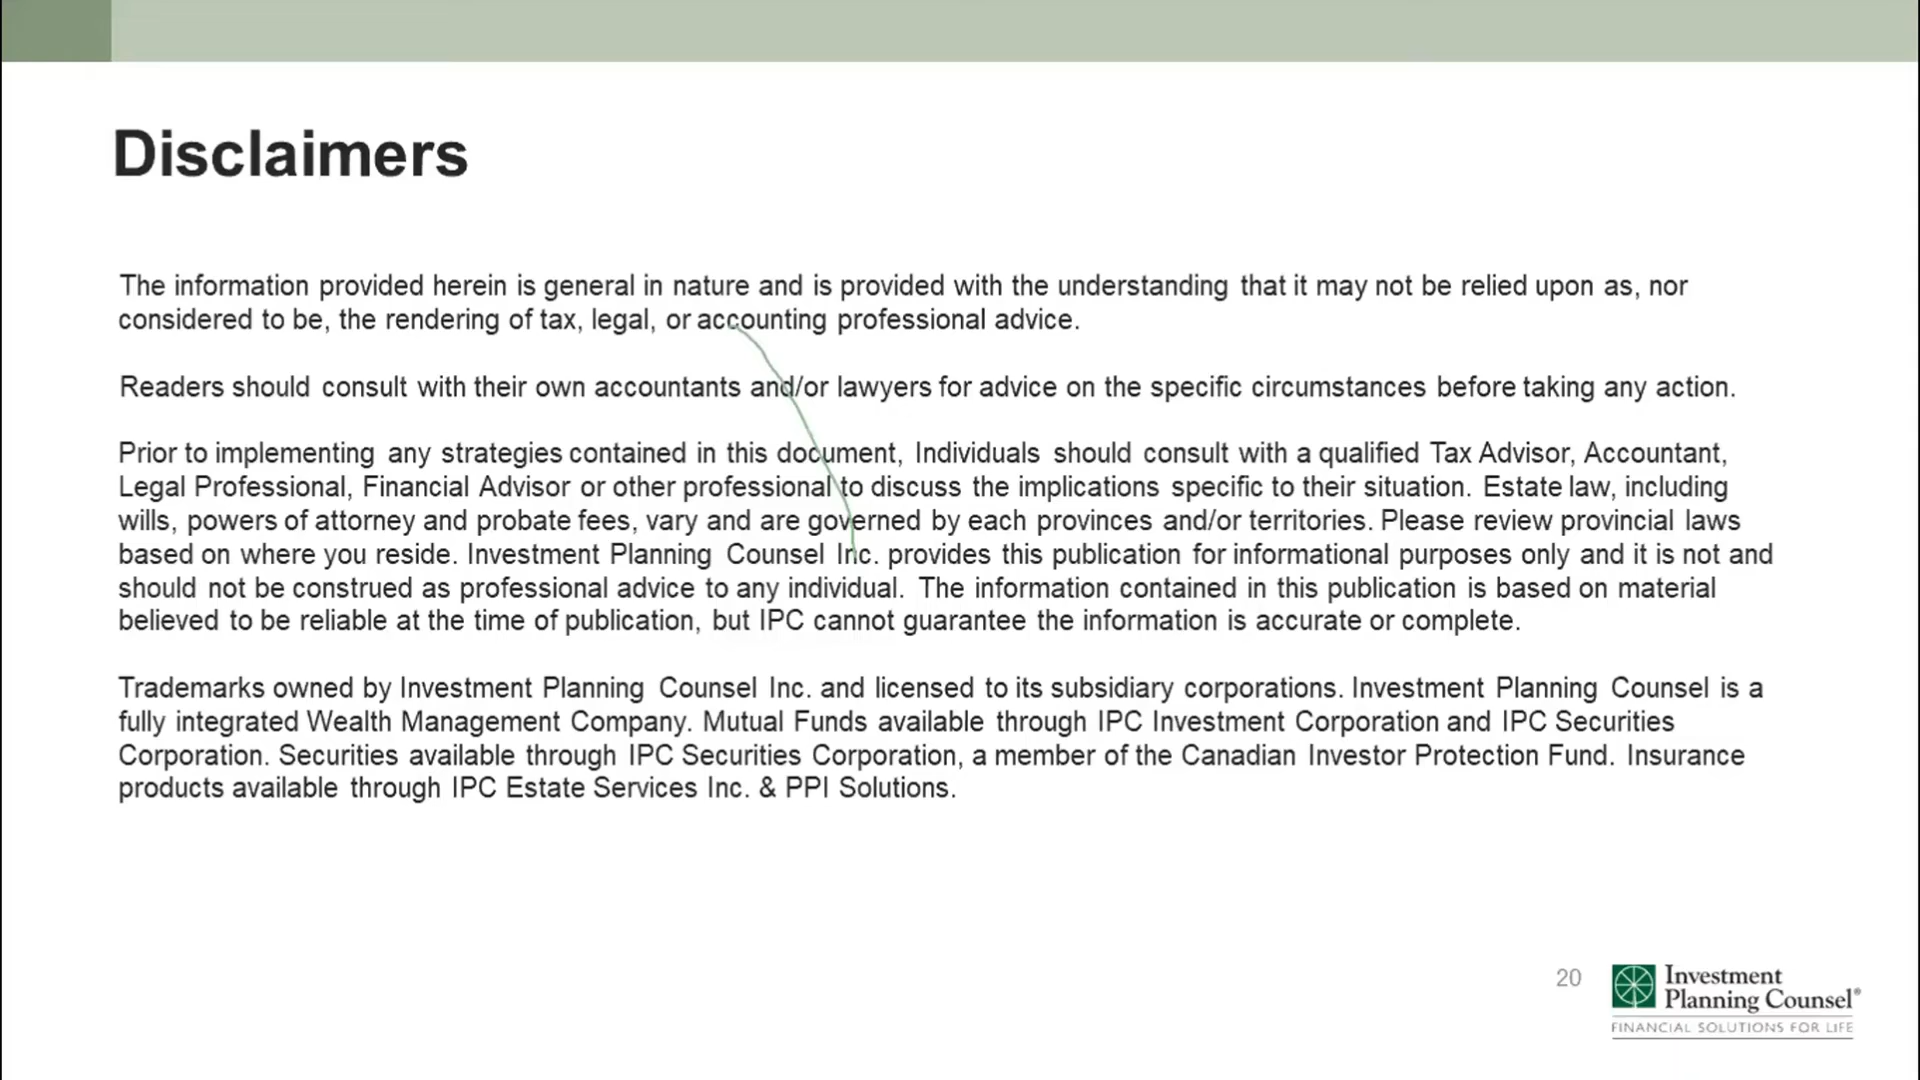 Disclaimers
The information provided herein is general in nature and is provided with the understanding that it may not be relied upon as, nor
considered to be, the rendering of tax, legal, or accounting professional advice.
Readers should consult with their own accountants and/or lawyers for advice on the specific circumstances before taking any action.
Prior to implementing any strategies contained in this document, Individuals should consult with a qualified Tax Advisor, Accountant,
Legal Professional, Financial Advisor or other professional to discuss the implications specific to their situation. Estate law, including
wills, powers of attorney and probate fees, vary and are governed by each provinces and/or territories. Please review provincial laws
based on where you reside. Investment Planning Counsel Inc. provides this publication for informational purposes only and it is not and
should not be construed as professional advice to any individual. The information contained in this publication is based on material
believed to be reliable at the time of publication, but IPC cannot guarantee the information is accurate or complete.
Trademarks owned by Investment Planning Counsel Inc. and licensed to its subsidiary corporations. Investment Planning Counsel is a
fully integrated Wealth Management Company. Mutual Funds available through IPC Investment Corporation and IPC Securities
Corporation. Securities available through IPC Securities Corporation, a member of the Canadian Investor Protection Fund. Insurance
products available through IPC Estate Services Inc. & PPI Solutions.
20
Investment
Planning Counsel®
FINANCIAL SOLUTIONS FOR LIFE